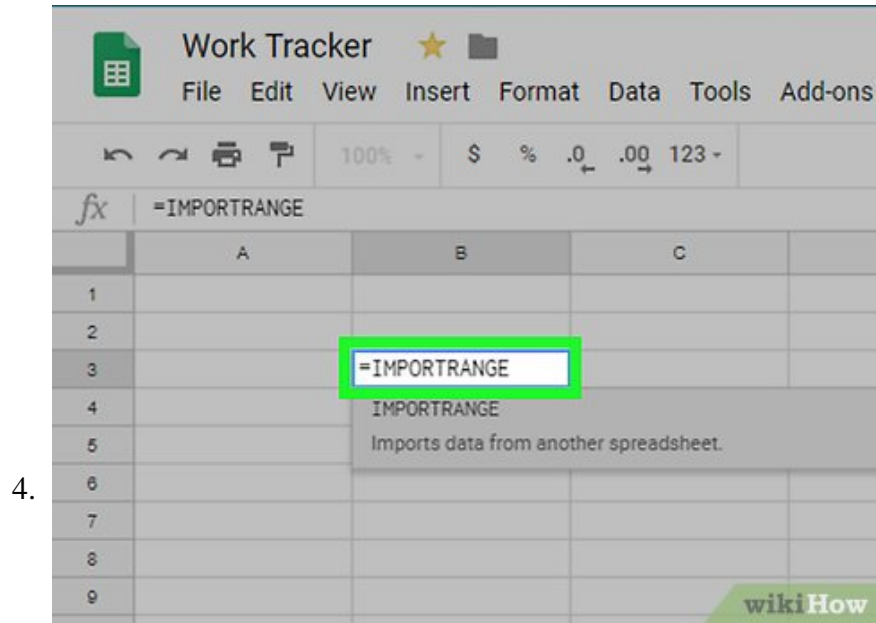 Work Tracker
File Edit View Insert Format Data Tools Add-ons
100% $ % .0 .00 123
fx =IMPORTRANGE
A B C
1
2
3 =IMPORTRANGE
4 IMPORTRANGE
5 Imports data from another spreadsheet.
4. 6
7
8
9
wikiHow